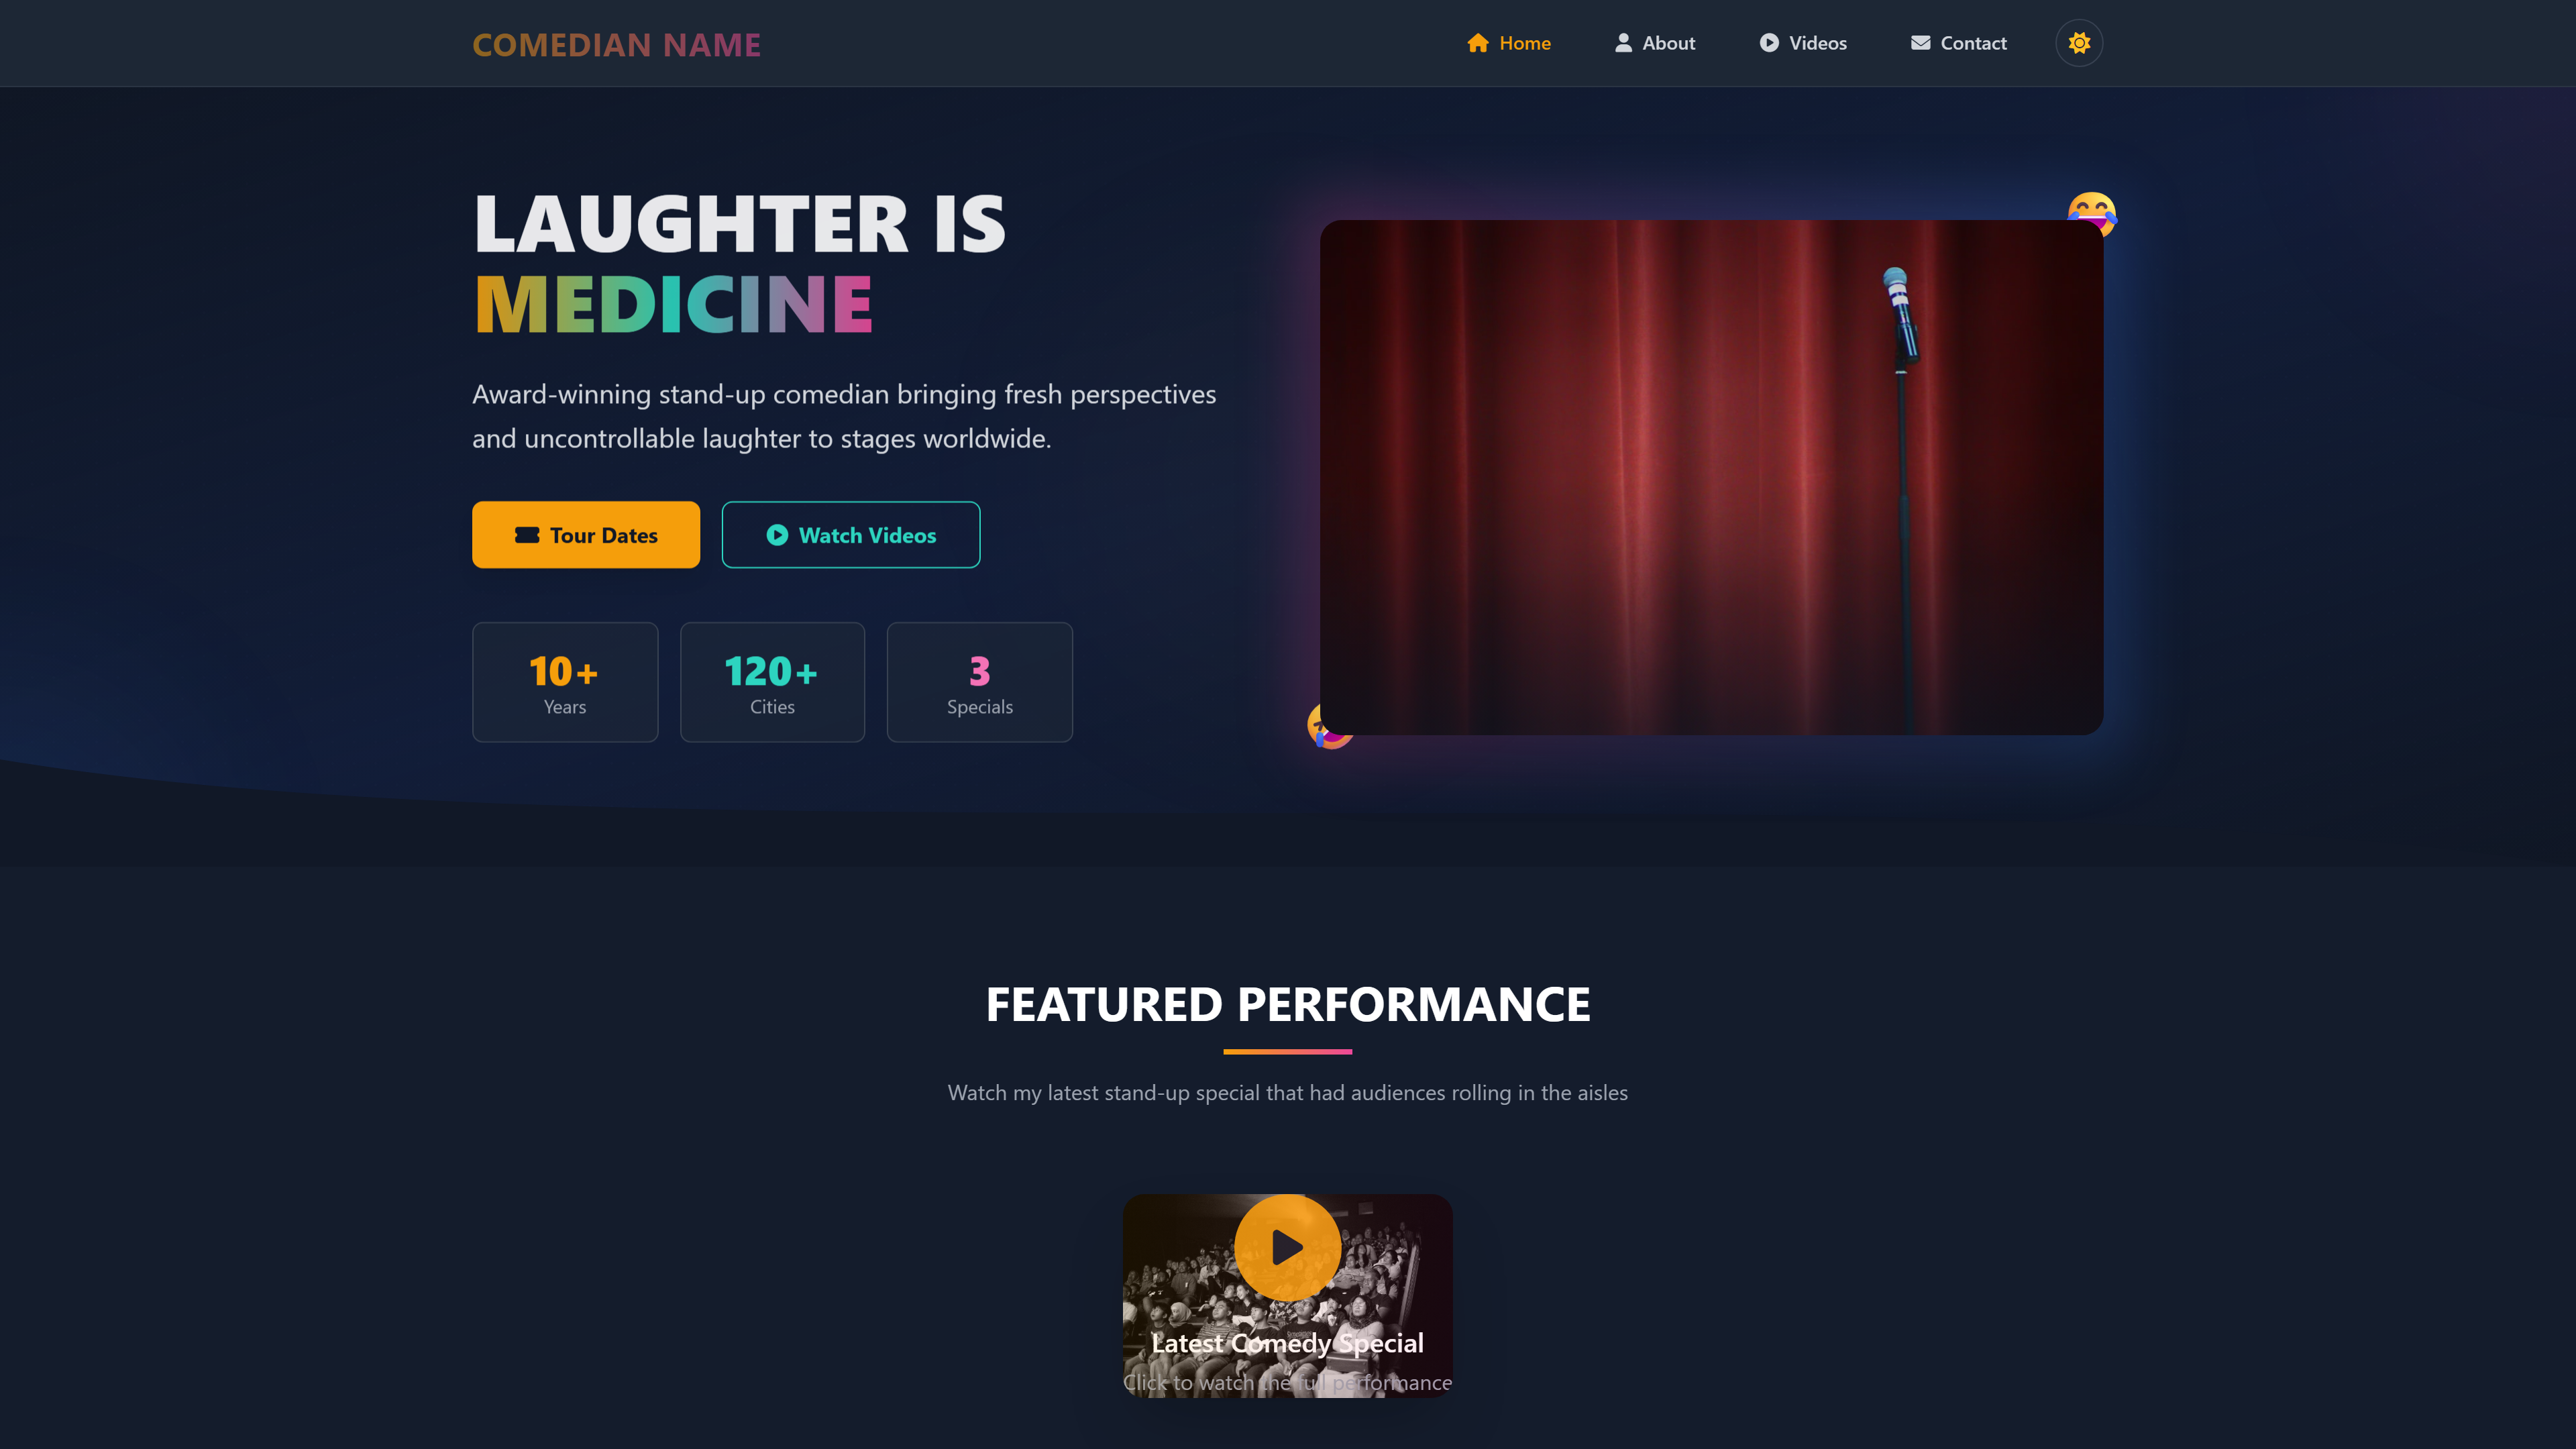 COMEDIAN NAME
Home
About
Videos
Contact
LAUGHTER IS
MEDICINE
Award-winning stand-up comedian bringing fresh perspectives
and uncontrollable laughter to stages worldwide.
Tour Dates
Watch Videos
10+
Years
120+
Cities
3
Specials
FEATURED PERFORMANCE
Watch my latest stand-up special that had audiences rolling in the aisles
Latest Comedy Special
Click to watch the full performance